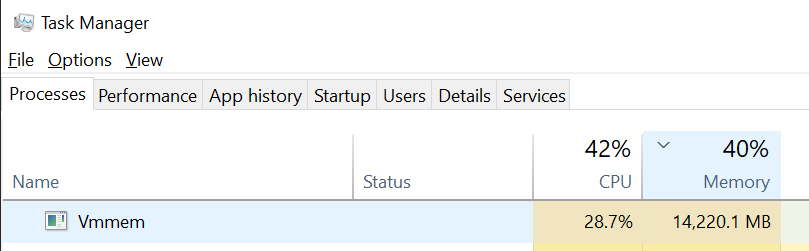 Task Manager
File Options View
Processes Performance App history Startup Users Details Services
42% 40%
Name Status CPU Memory
Vmmem 28.7% 14,220.1 MB